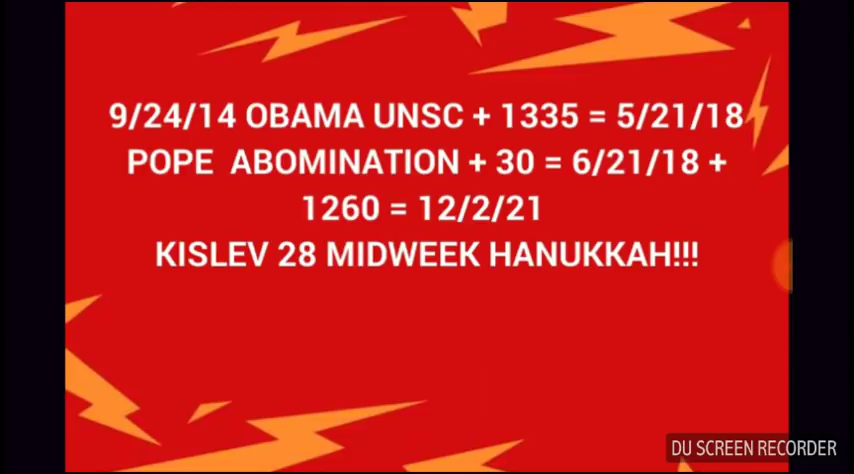 9/24/14 OBAMA UNSC + 1335 = 5/21/18
POPE ABOMINATION + 30 = 6/21/18 +
1260 = 12/2/21
KISLEV 28 MIDWEEK HANUKKAH!!!
DU SCREEN RECORDER